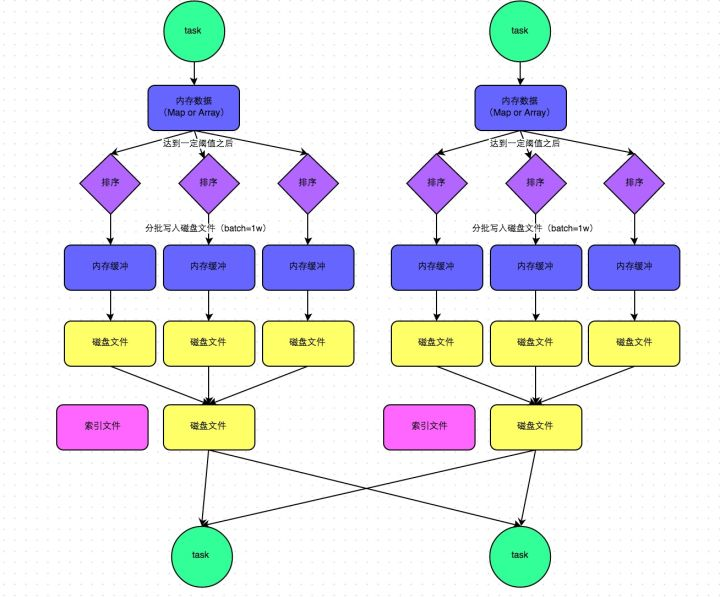 task
task
内存数据
(Map or Array)
内存数据
(Map or Array)
达到一定阈值之后
达到一定阈值之后
排序
排序
排序
排序
排序
排序
分批写入磁盘文件（batch=1w）
分批写入磁盘文件（batch=1w）
内存缓冲
内存缓冲
内存缓冲
内存缓冲
内存缓冲
内存缓冲
磁盘文件
磁盘文件
磁盘文件
磁盘文件
磁盘文件
磁盘文件
索引文件
磁盘文件
索引文件
磁盘文件
task
task